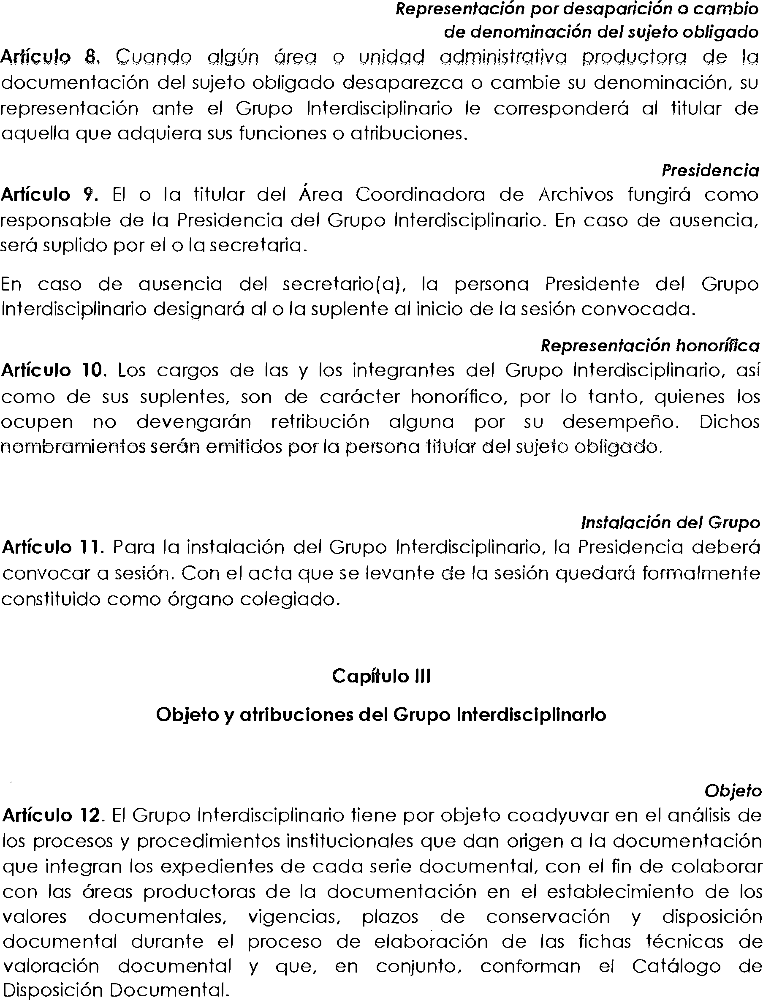 Representación por desaparición o cambio
de denominación del sujeto obligado
Artículo 8. Cuando algún área o unidad administrativa productora de la
documentación del sujeto obligado desaparezca o cambie su denominación, su
representación ante el Grupo Interdisciplinario le corresponderá al titular de
aquella que adquiera sus funciones o atribuciones.
Presidencia
Artículo 9. El o la titular del Área Coordinadora de Archivos fungirá como
responsable de la Presidencia del Grupo Interdisciplinario. En caso de ausencia,
será suplido por el o la secretaria.
En caso de ausencia del secretario(a), la persona Presidente del Grupo
Interdisciplinario designará al o la suplente al inicio de la sesión convocada.
Representación honorífica
Artículo 10. Los cargos de las y los integrantes del Grupo Interdisciplinario, así
como de sus suplentes, son de carácter honorífico, por lo tanto, quienes los
ocupen no devengarán retribución alguna por su desempeño. Dichos
nombramientos serán emitidos por la persona titular del sujeto obligado.
Instalación del Grupo
Artículo 11. Para la instalación del Grupo Interdisciplinario, la Presidencia deberá
convocar a sesión. Con el acta que se levante de la sesión quedará formalmente
constituido como órgano colegiado.
Capítulo III
Objeto y atribuciones del Grupo Interdisciplinario
Objeto
Artículo 12. El Grupo Interdisciplinario tiene por objeto coadyuvar en el análisis de
los procesos y procedimientos institucionales que dan origen a la documentación
que integran los expedientes de cada serie documental, con el fin de colaborar
con las áreas productoras de la documentación en el establecimiento de los
valores documentales, vigencias, plazos de conservación y disposición
documental durante el proceso de elaboración de las fichas técnicas de
valoración documental y que, en conjunto, conforman el Catálogo de
Disposición Documental.